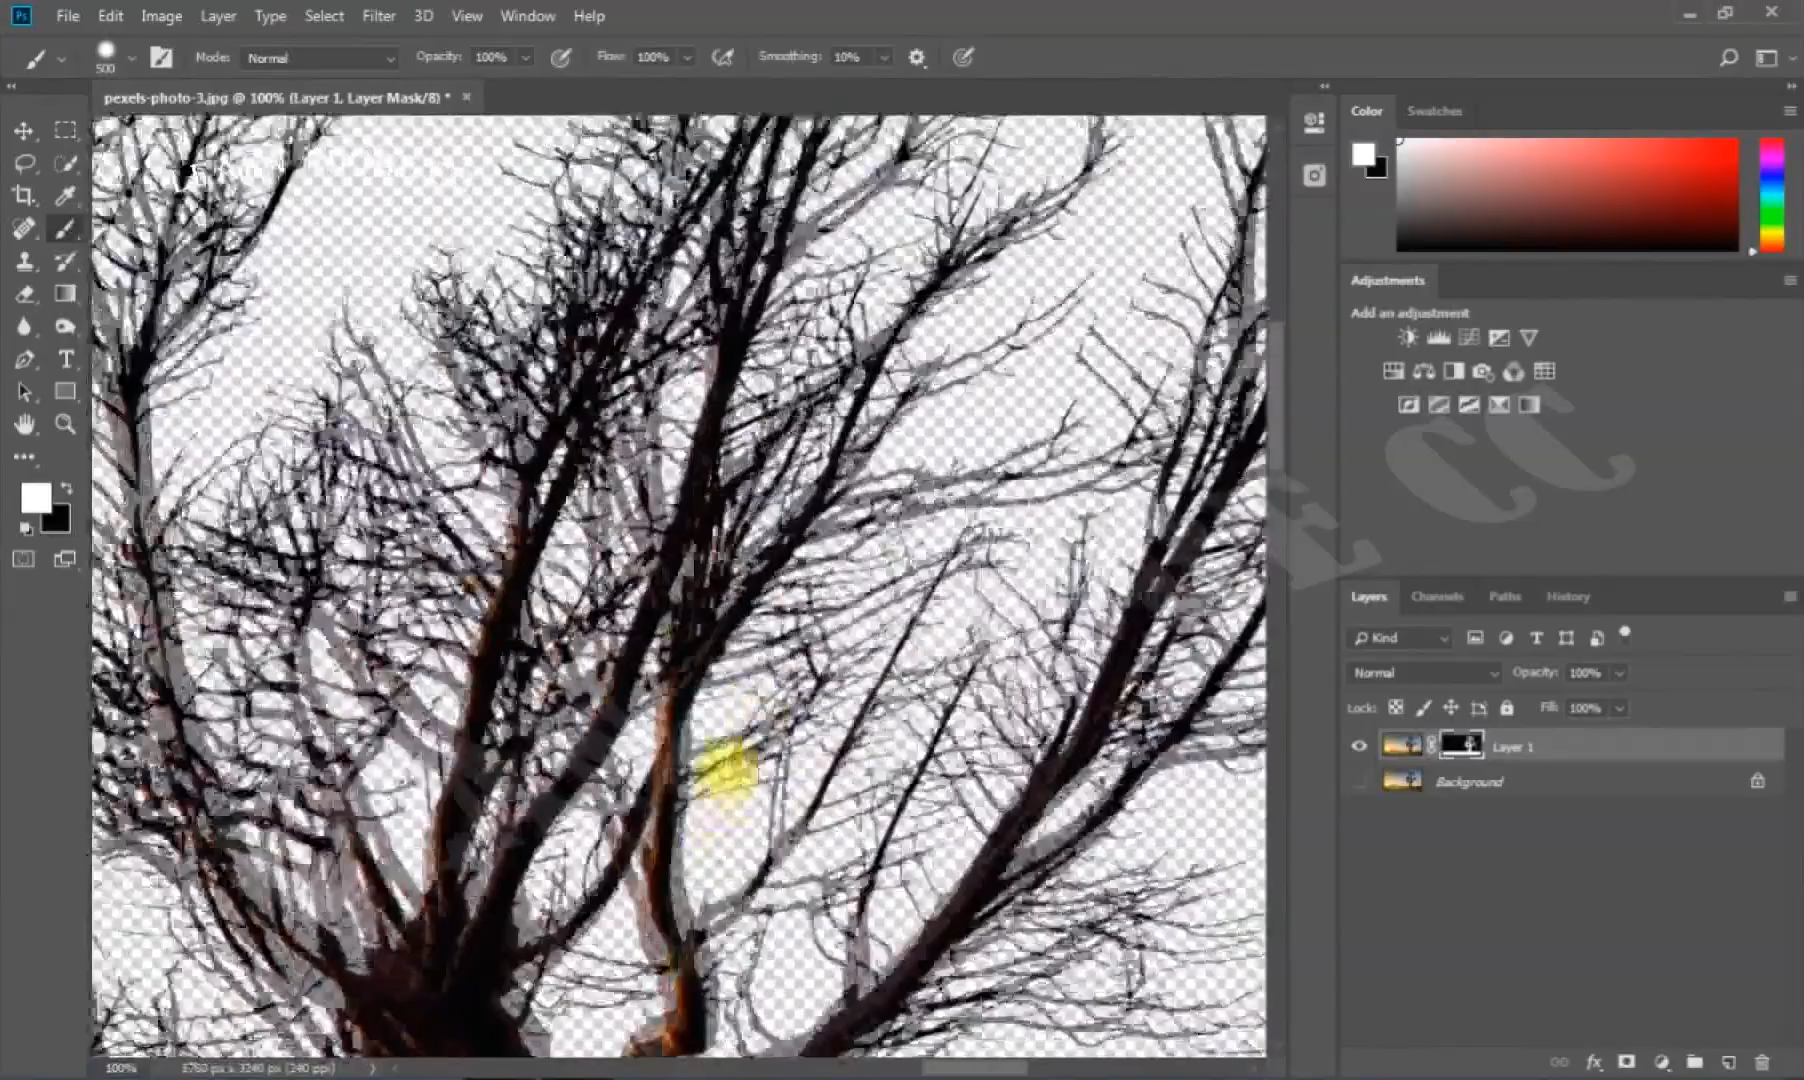 Ps File Edit Image Layer Type Select Filter 3D View Window Help
500 Mode: Normal Opacity: 100% Flow: 100% Smoothing: 10%
pexels-photo-3.jpg @ 100% (Layer 1, Layer Mask/8) *
Color Swatches
Adjustments
Add an adjustment
CC
Layers Channels Paths History
Kind
Normal Opacity: 100%
Lock: Fill: 100%
Layer 1
Background
100% 5760 px x 3240 px (240 ppi)